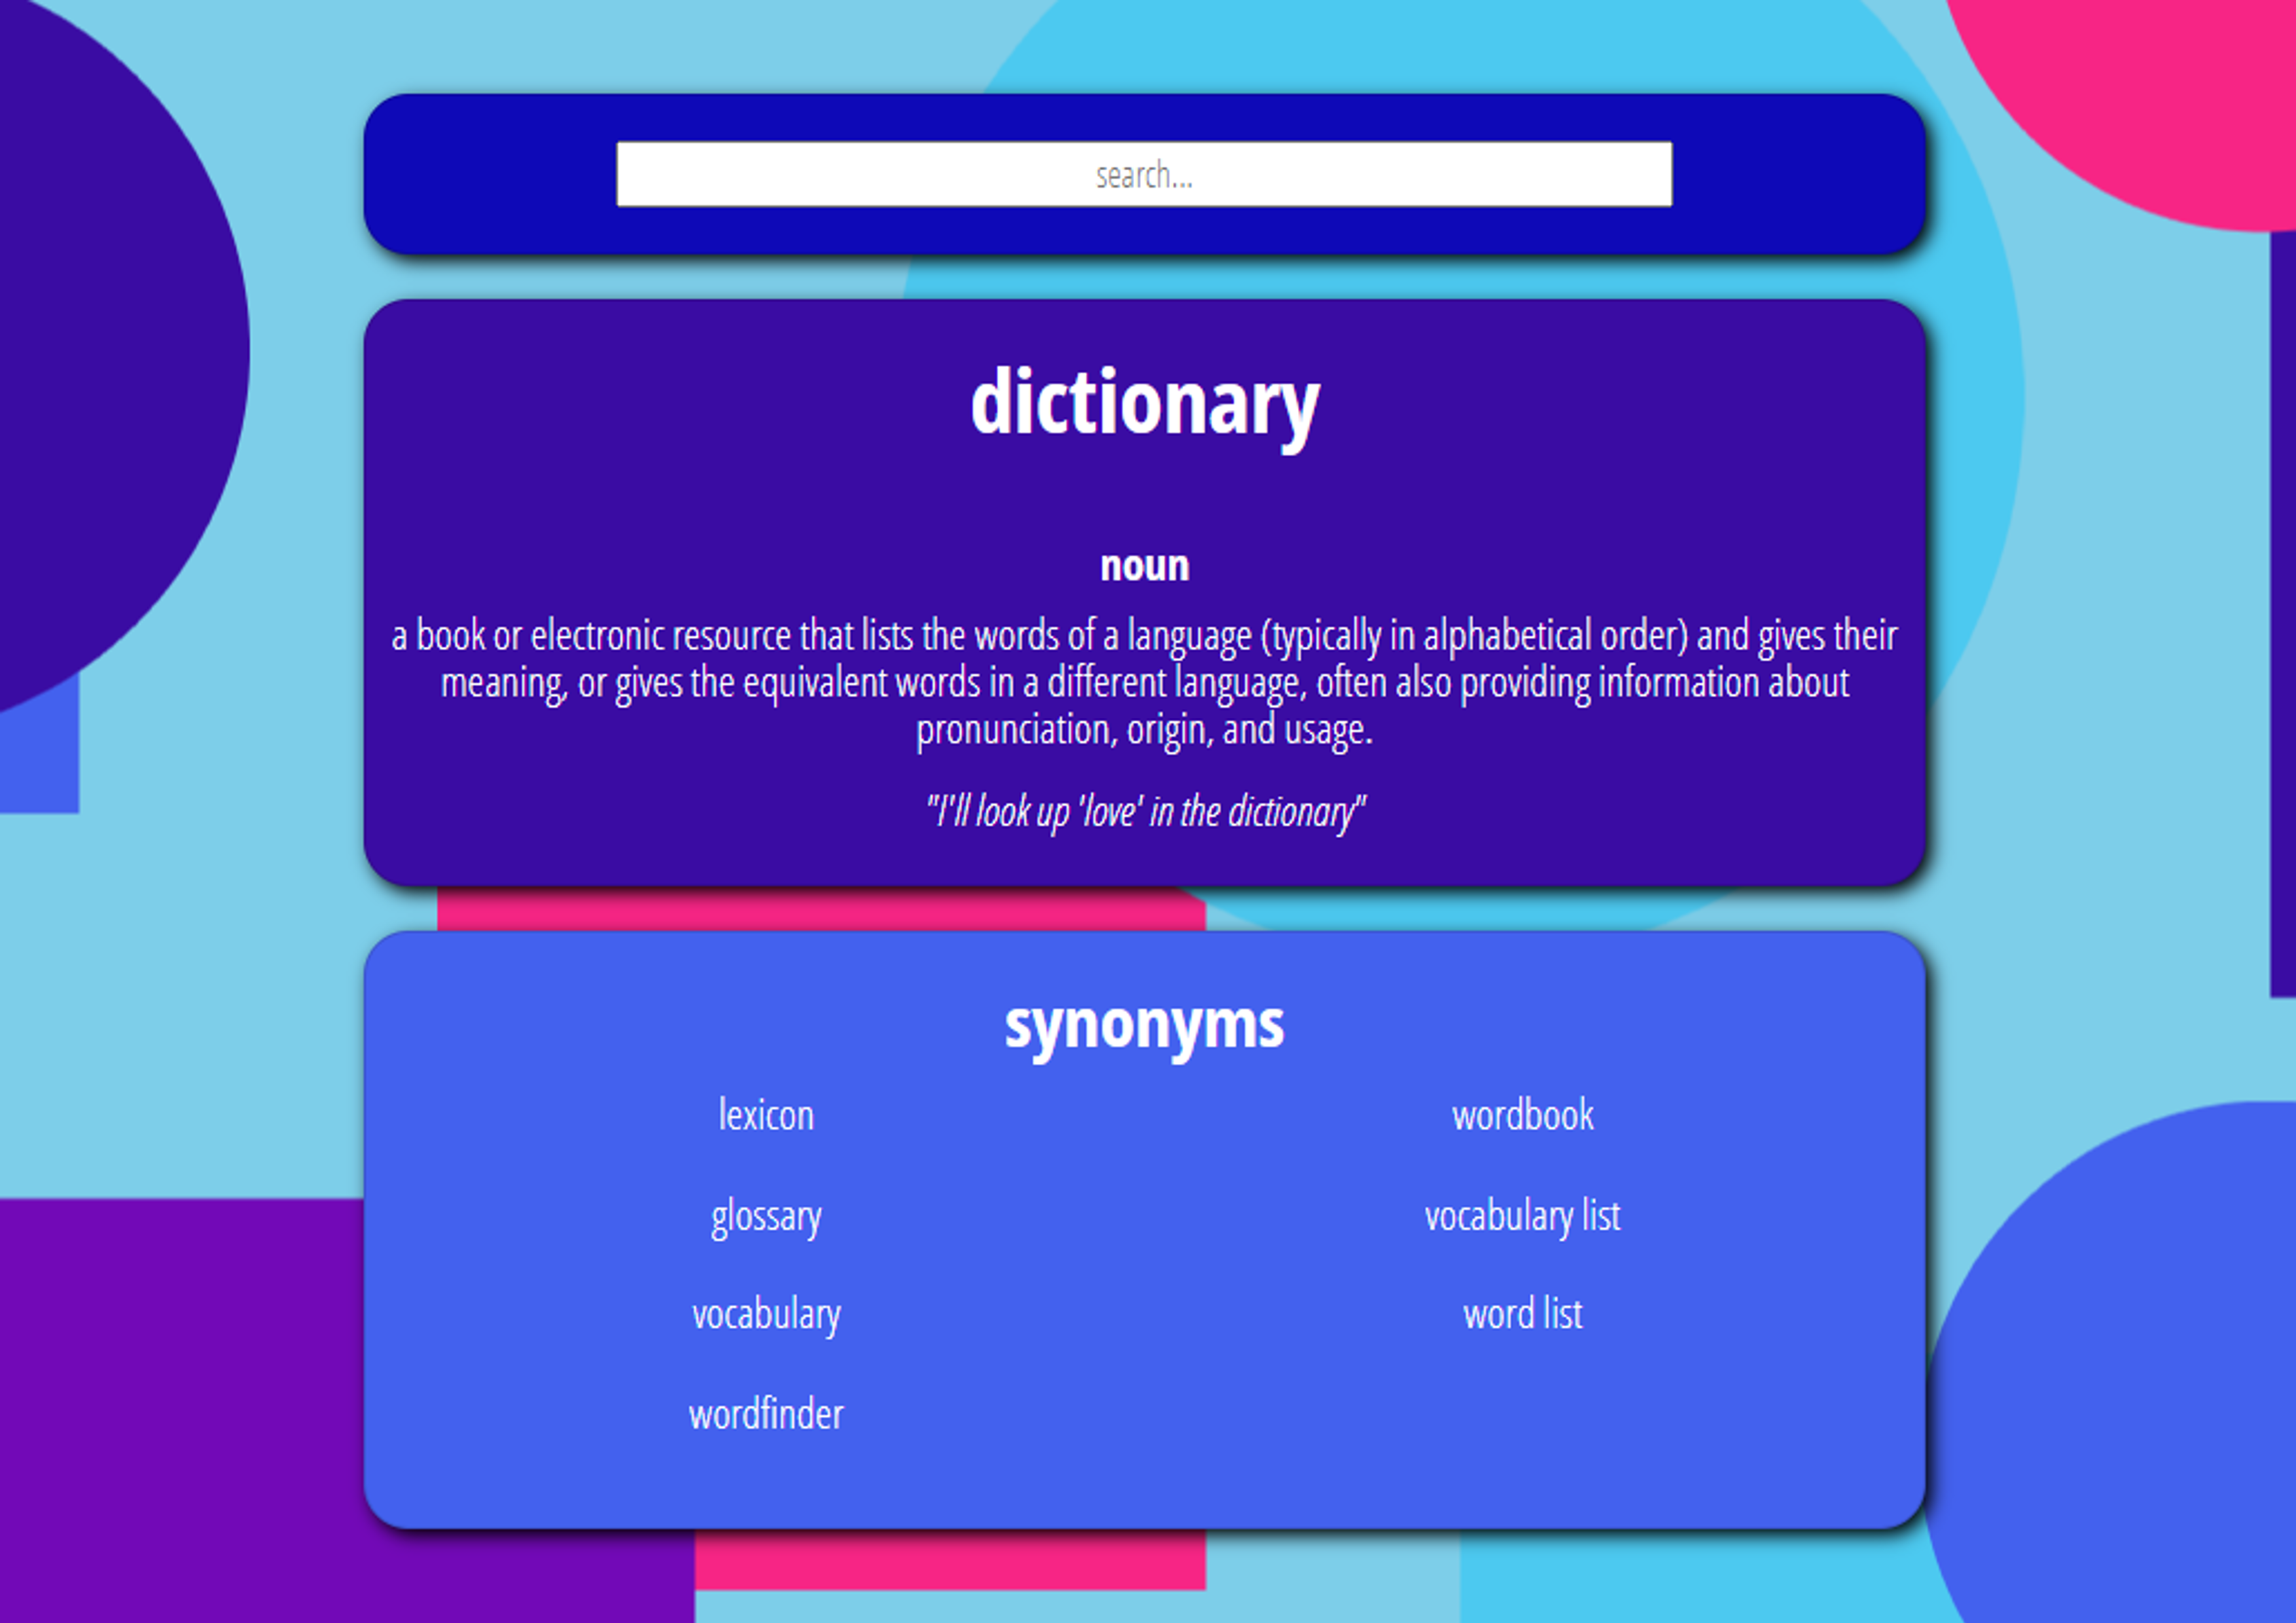 search...
dictionary
noun
a book or electronic resource that lists the words of a language (typically in alphabetical order) and gives their
meaning, or gives the equivalent words in a different language, often also providing information about
pronunciation, origin, and usage.
"I'll look up 'love' in the dictionary"
synonyms
lexicon
wordbook
glossary
vocabulary list
vocabulary
word list
wordfinder